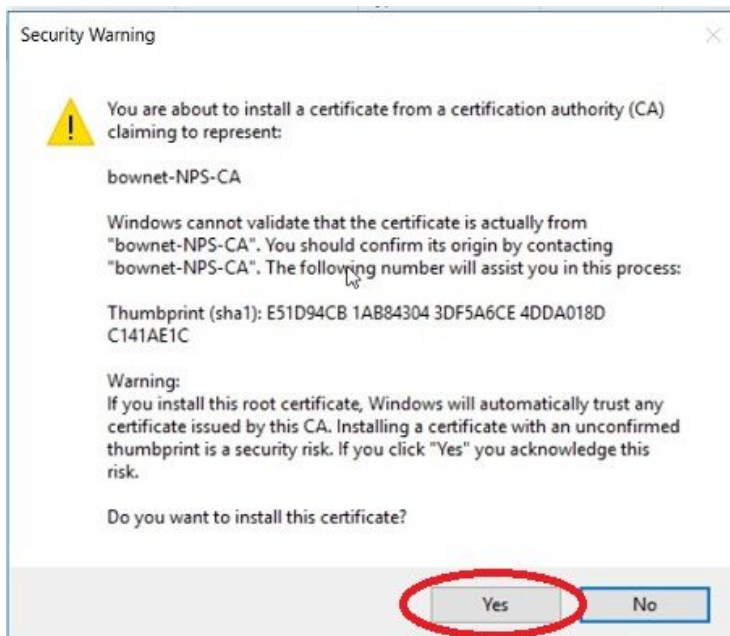 Security Warning
You are about to install a certificate from a certification authority (CA)
claiming to represent:
bownet-NPS-CA
Windows cannot validate that the certificate is actually from
"bownet-NPS-CA". You should confirm its origin by contacting
"bownet-NPS-CA". The following number will assist you in this process:
Thumbprint (sha1): E51D94CB 1AB84304 3DF5A6CE 4DDA018D
C141AE1C
Warning:
If you install this root certificate, Windows will automatically trust any
certificate issued by this CA. Installing a certificate with an unconfirmed
thumbprint is a security risk. If you click "Yes" you acknowledge this
risk.
Do you want to install this certificate?
Yes
No